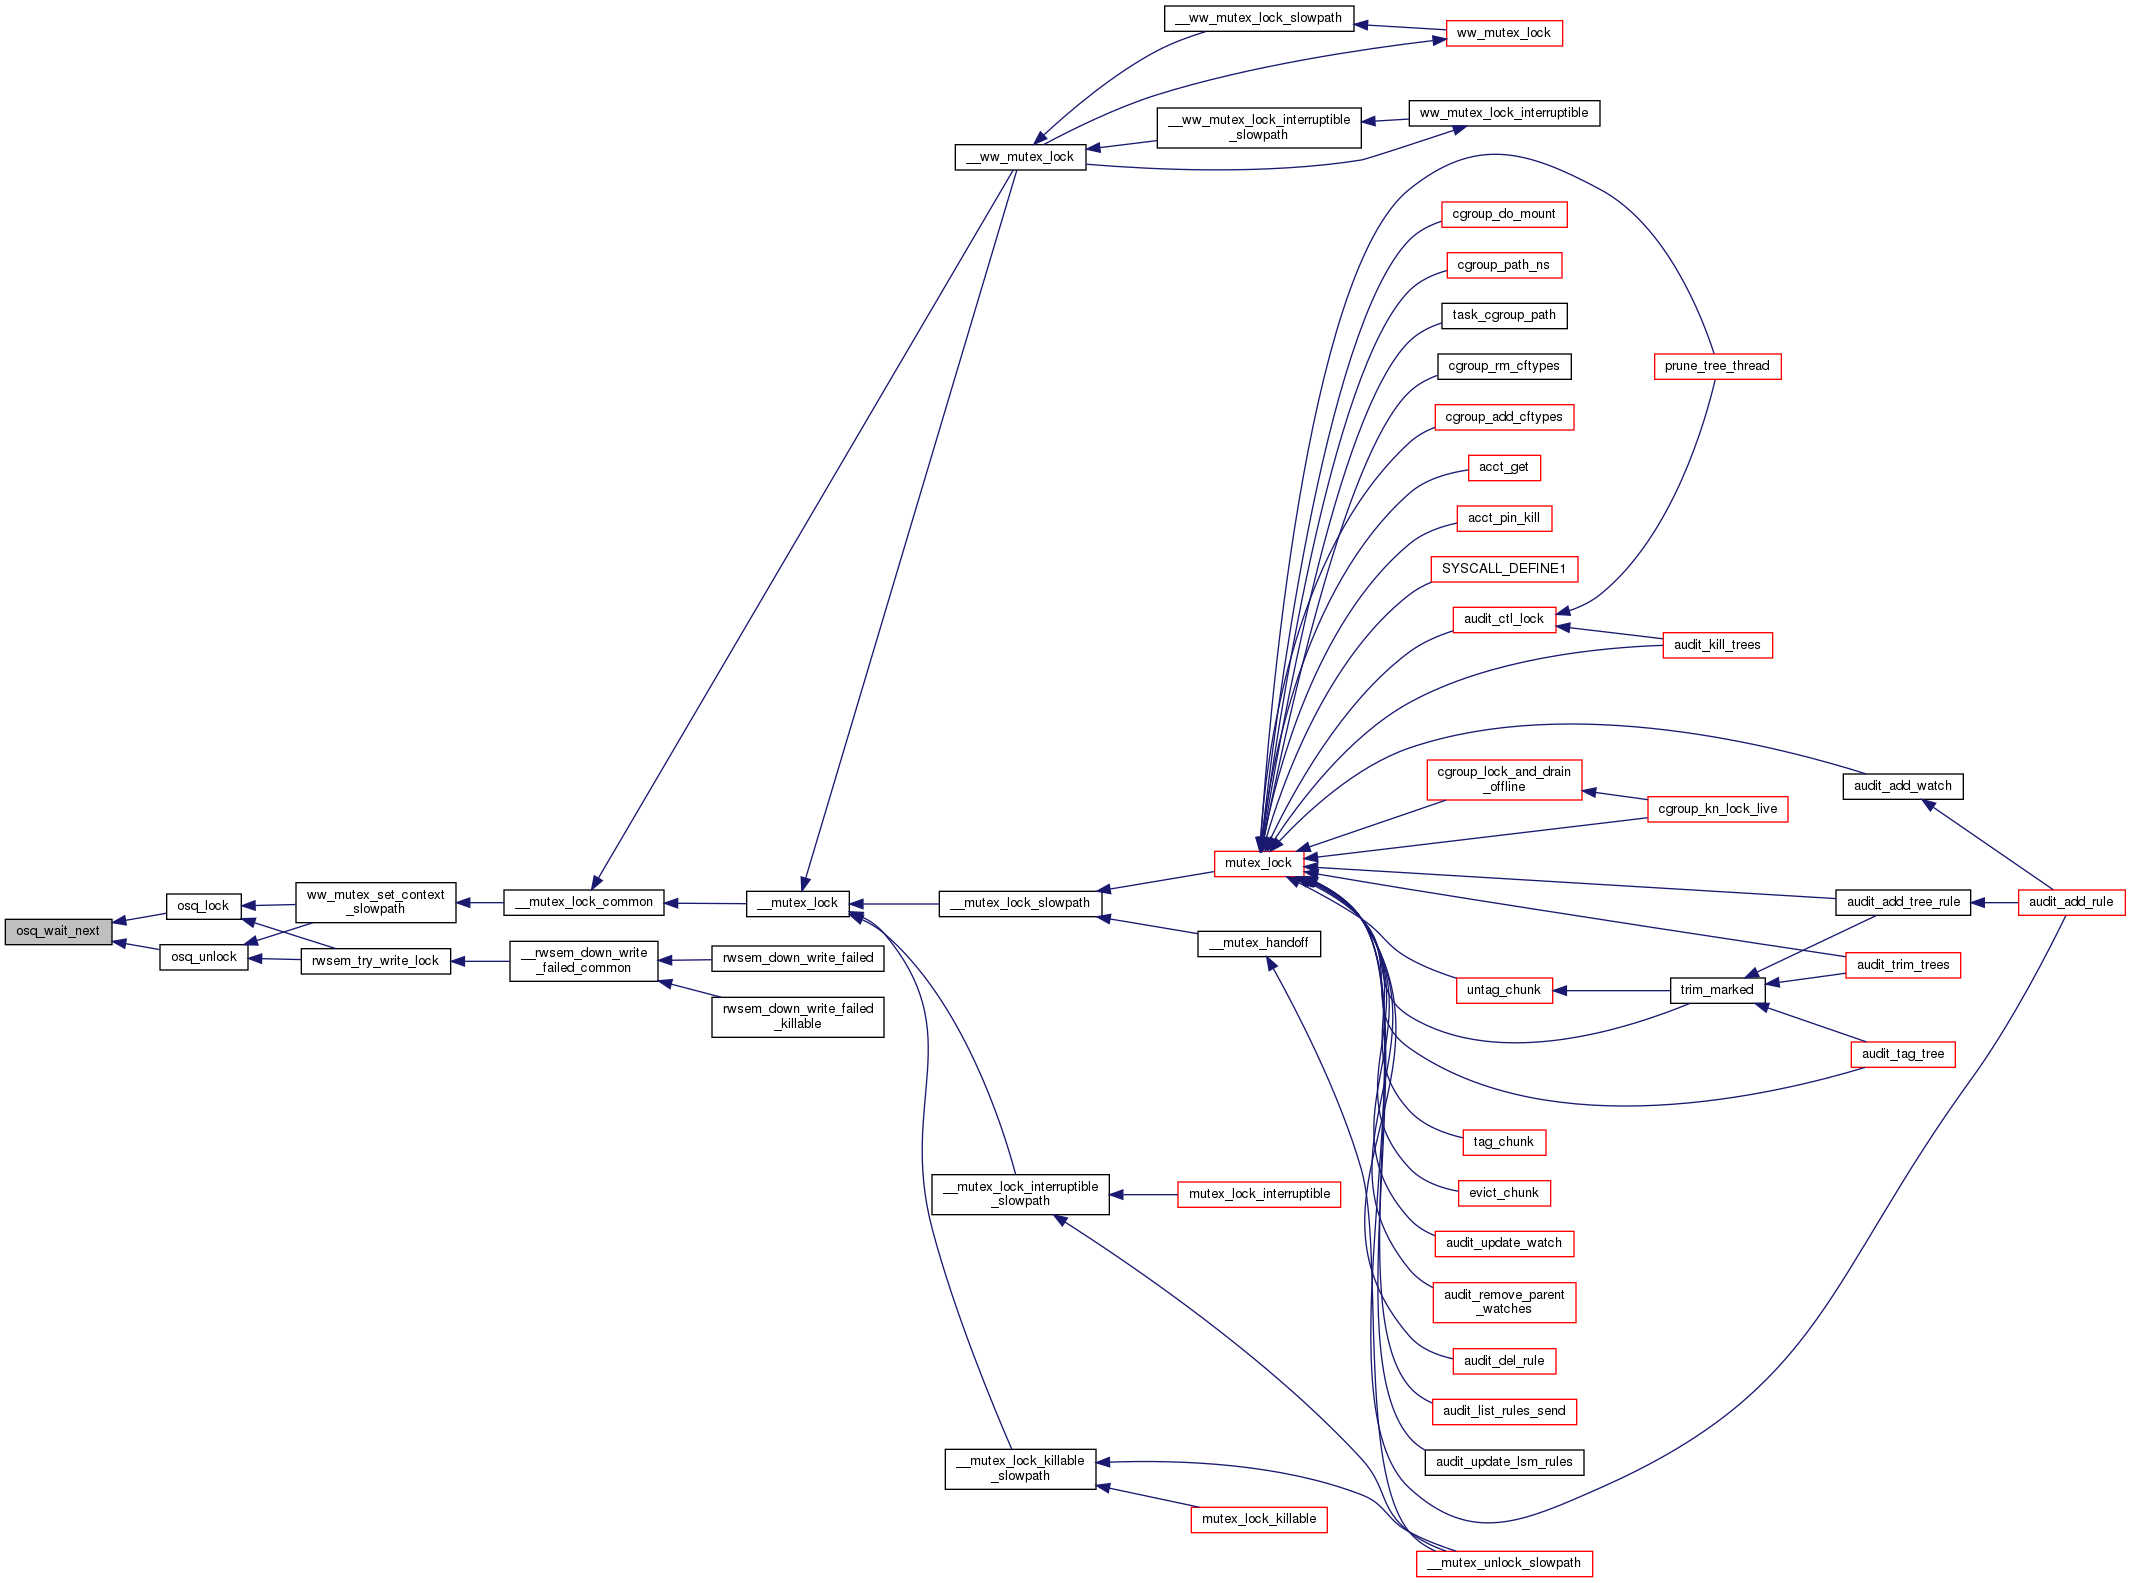 osq_wait_next
osq_lock
osq_unlock
ww_mutex_set_context
_slowpath
rwsem_try_write_lock
__mutex_lock_common
__rwsem_down_write
_failed_common
__mutex_lock
rwsem_down_write_failed
rwsem_down_write_failed
_killable
__ww_mutex_lock
__mutex_lock_slowpath
__mutex_lock_interruptible
_slowpath
__mutex_lock_killable
_slowpath
__ww_mutex_lock_slowpath
__ww_mutex_lock_interruptible
_slowpath
mutex_lock
__mutex_handoff
mutex_lock_interruptible
mutex_lock_killable
ww_mutex_lock
ww_mutex_lock_interruptible
cgroup_do_mount
cgroup_path_ns
task_cgroup_path
cgroup_rm_cftypes
cgroup_add_cftypes
acct_get
acct_pin_kill
SYSCALL_DEFINE1
audit_ctl_lock
cgroup_lock_and_drain
_offline
untag_chunk
tag_chunk
evict_chunk
audit_update_watch
audit_remove_parent
_watches
audit_del_rule
audit_list_rules_send
audit_update_lsm_rules
__mutex_unlock_slowpath
prune_tree_thread
audit_kill_trees
cgroup_kn_lock_live
trim_marked
audit_add_watch
audit_add_tree_rule
audit_trim_trees
audit_tag_tree
audit_add_rule